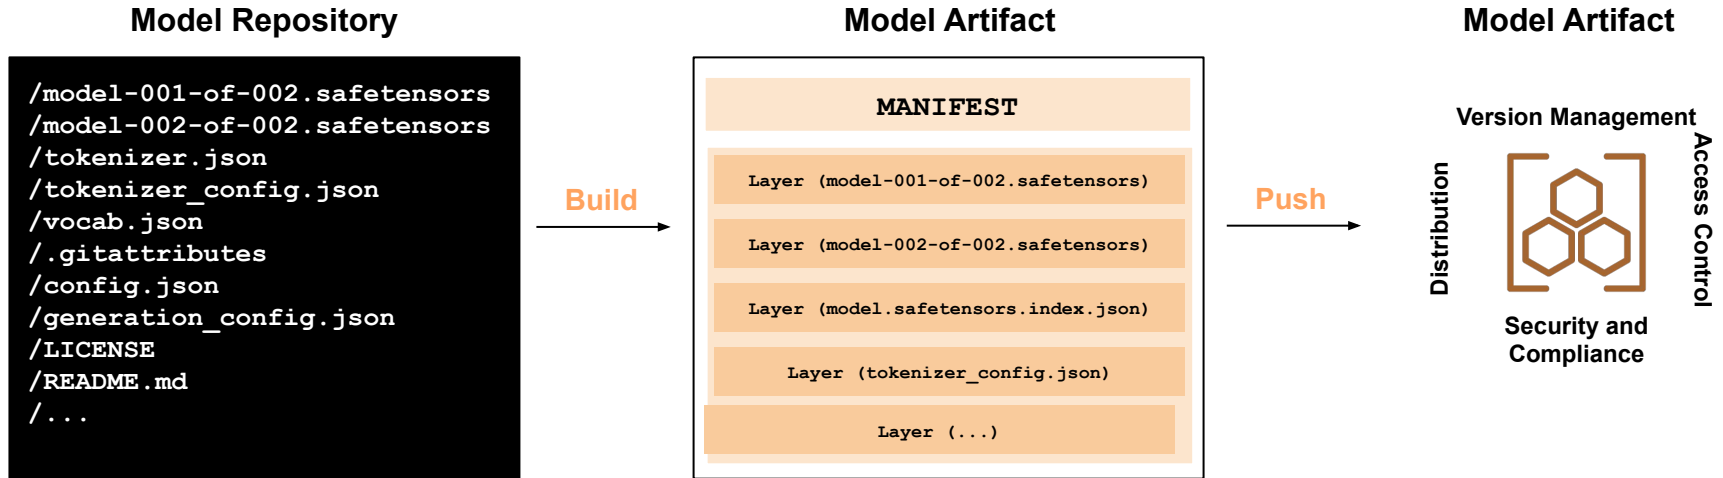 Model Repository
/model-001-of-002.safetensors
/model-002-of-002.safetensors
/tokenizer.json
/tokenizer_config.json
/vocab.json
/.gitattributes
/config.json
/generation_config.json
/LICENSE
/README.md
/...
Build
Model Artifact
MANIFEST
Layer (model-001-of-002.safetensors)
Layer (model-002-of-002.safetensors)
Layer (model.safetensors.index.json)
Layer (tokenizer_config.json)
Layer (...)
Push
Model Artifact
Version Management
Distribution
Access Control
Security and
Compliance